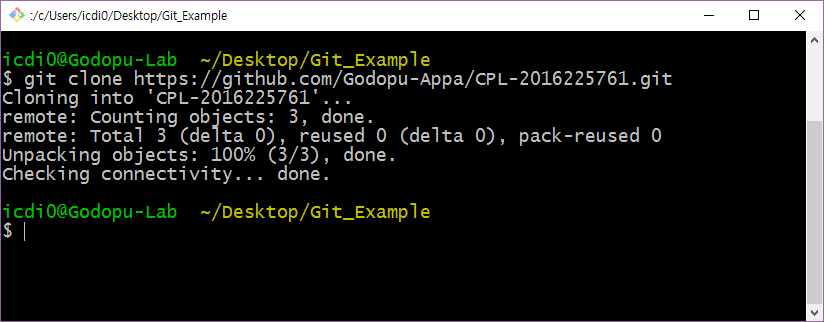 :/c/Users/icdi0/Desktop/Git_Example
icdi0@Godopu-Lab ~/Desktop/Git_Example
$ git clone https://github.com/Godopu-Appa/CPL-2016225761.git
Cloning into 'CPL-2016225761'...
remote: Counting objects: 3, done.
remote: Total 3 (delta 0), reused 0 (delta 0), pack-reused 0
Unpacking objects: 100% (3/3), done.
Checking connectivity... done.
icdi0@Godopu-Lab ~/Desktop/Git_Example
$